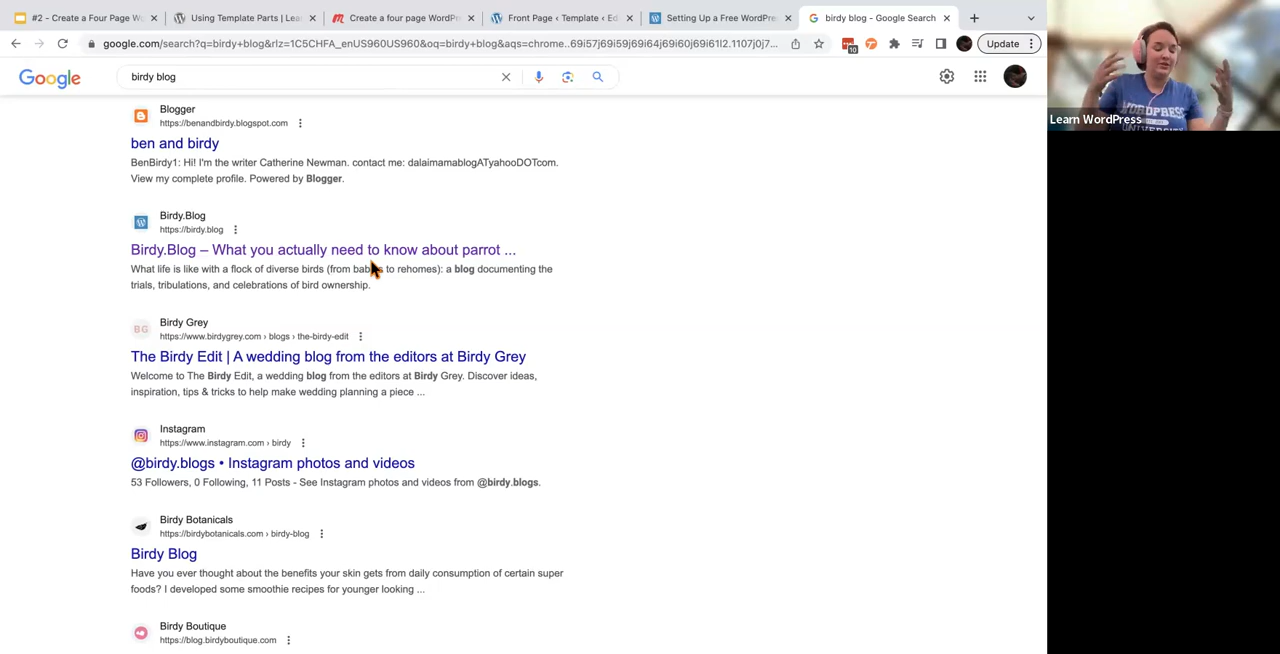 #2 - Create a Four Page W
Using Template Parts | Lea
Create a four page WordPre
Front Page ‹ Template ‹ Ed
Setting Up a Free WordPre
birdy blog - Google Search
google.com/search?q=birdy+blog&rlz=1C5CHFA_enUS960US960&oq=birdy+blog&aqs=chrome..69i57j69i59j69i64j69i60j69i61l2.1107j0j7...
10
Update
Google
birdy blog
Blogger
https://benandbirdy.blogspot.com
ben and birdy
BenBirdy1: Hi! I'm the writer Catherine Newman. contact me: dalaimamablogATyahooDOTcom.
View my complete profile. Powered by Blogger.
Birdy.Blog
https://birdy.blog
Birdy.Blog – What you actually need to know about parrot ...
What life is like with a flock of diverse birds (from babies to rehomes): a blog documenting the
trials, tribulations, and celebrations of bird ownership.
BG
Birdy Grey
https://www.birdygrey.com › blogs › the-birdy-edit
The Birdy Edit | A wedding blog from the editors at Birdy Grey
Welcome to The Birdy Edit, a wedding blog from the editors at Birdy Grey. Discover ideas,
inspiration, tips & tricks to help make wedding planning a piece ...
Instagram
https://www.instagram.com › birdy
@birdy.blogs • Instagram photos and videos
53 Followers, 0 Following, 11 Posts - See Instagram photos and videos from @birdy.blogs.
Birdy Botanicals
https://birdybotanicals.com › birdy-blog
Birdy Blog
Have you ever thought about the benefits your skin gets from daily consumption of certain super
foods? I developed some smoothie recipes for younger looking ...
Birdy Boutique
https://blog.birdyboutique.com
WORDPRESS
UNIVERSITY
Learn WordPress